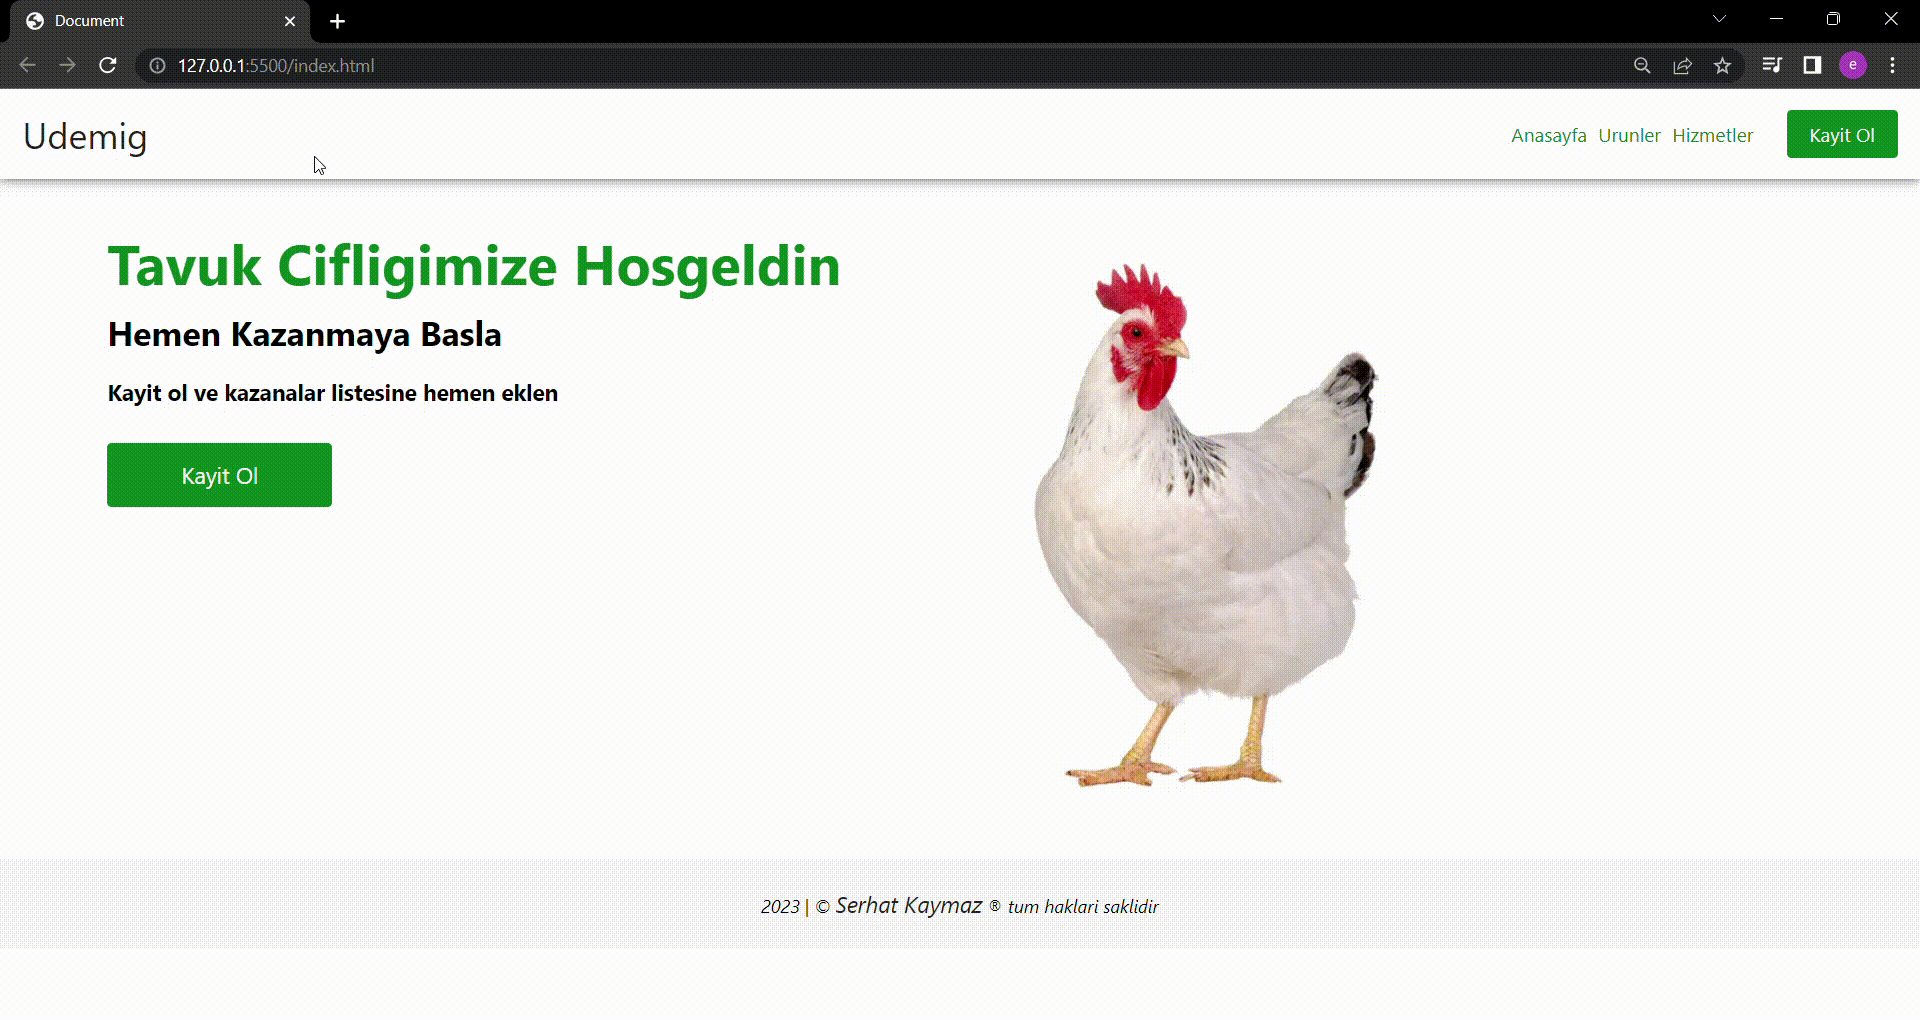 Document
127.0.0.1:5500/index.html
e
Udemig
Anasayfa Urunler Hizmetler Kayit Ol
Tavuk Cifligimize Hosgeldin
Hemen Kazanmaya Basla
Kayit ol ve kazanalar listesine hemen eklen
Kayit Ol
2023 | © Serhat Kaymaz ® tum haklari saklidir